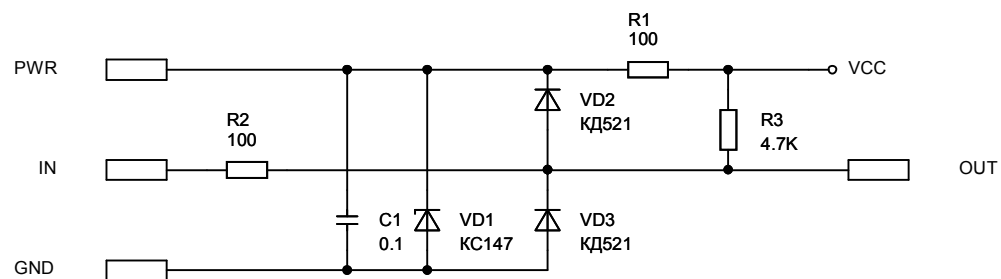 R1
100
PWR
VCC
VD2
КД521
R2
100
R3
4.7K
IN
OUT
C1
0.1
VD1
КС147
VD3
КД521
GND